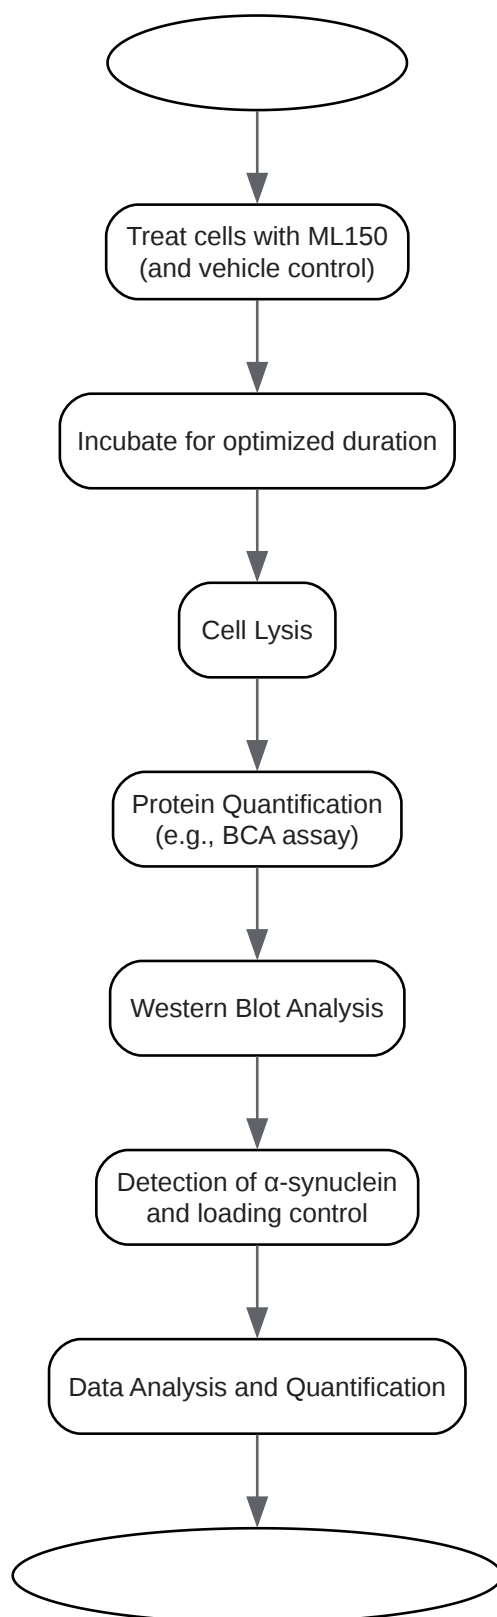 Treat cells with ML150
(and vehicle control)
Incubate for optimized duration
Cell Lysis
Protein Quantification
(e.g., BCA assay)
Western Blot Analysis
Detection of α-synuclein
and loading control
Data Analysis and Quantification